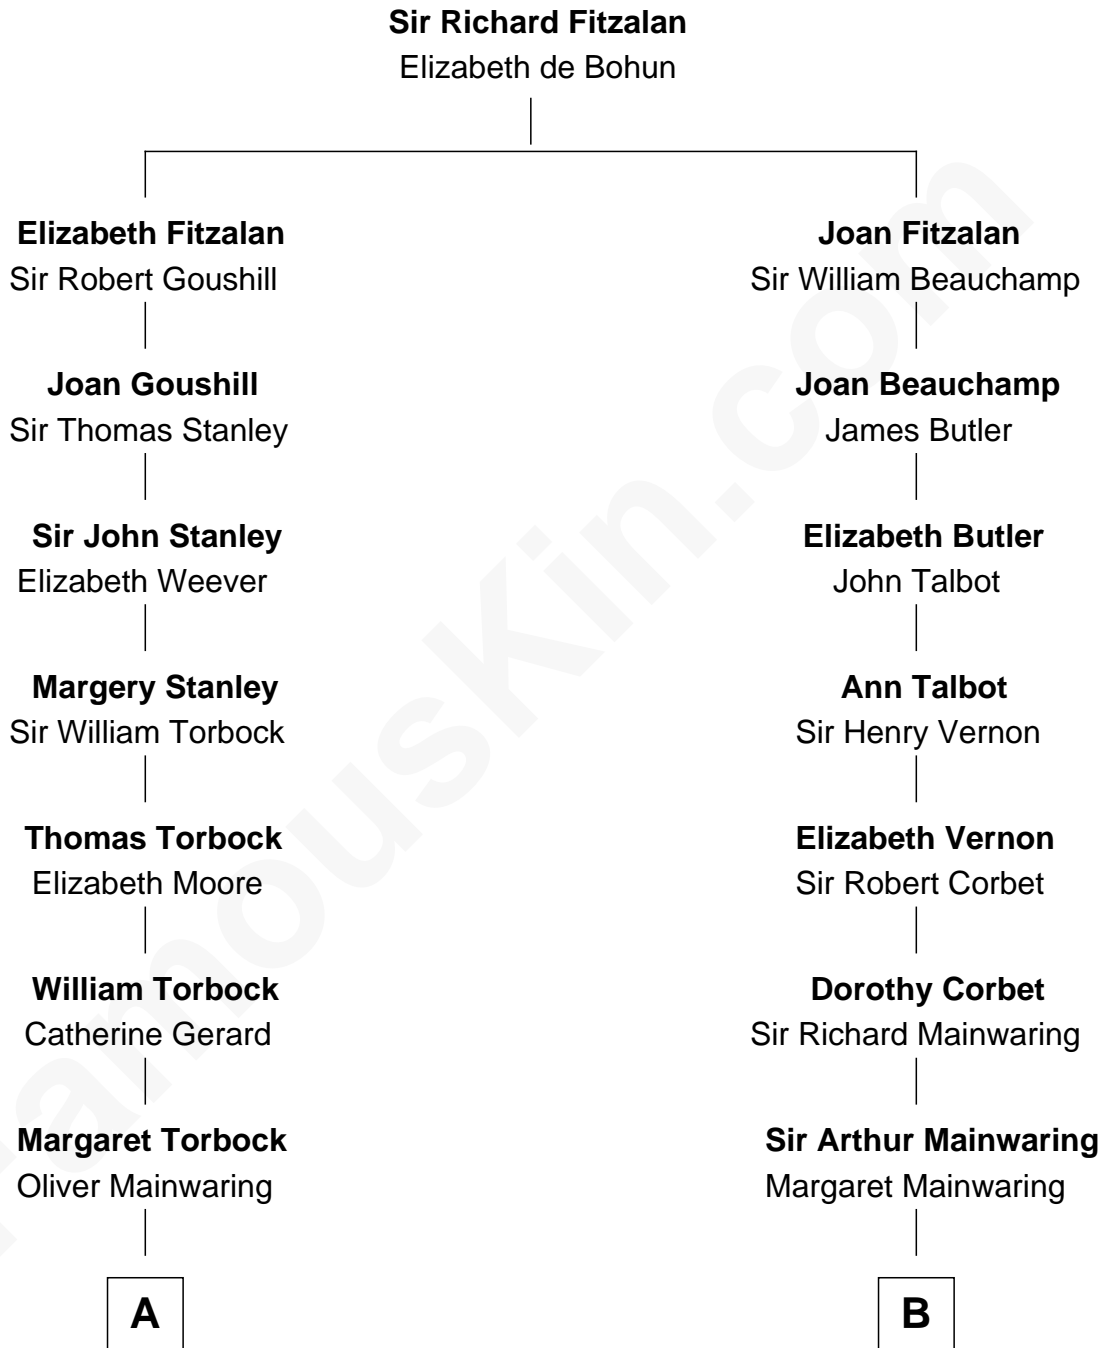 Sir Richard Fitzalan
Elizabeth de Bohun
Elizabeth Fitzalan
Sir Robert Goushill
Joan Fitzalan
Sir William Beauchamp
Joan Goushill
Sir Thomas Stanley
Joan Beauchamp
James Butler
Sir John Stanley
Elizabeth Weever
Elizabeth Butler
John Talbot
Margery Stanley
Sir William Torbock
Ann Talbot
Sir Henry Vernon
Thomas Torbock
Elizabeth Moore
Elizabeth Vernon
Sir Robert Corbet
William Torbock
Catherine Gerard
Dorothy Corbet
Sir Richard Mainwaring
Margaret Torbock
Oliver Mainwaring
Sir Arthur Mainwaring
Margaret Mainwaring
A
B
FamousKin.com